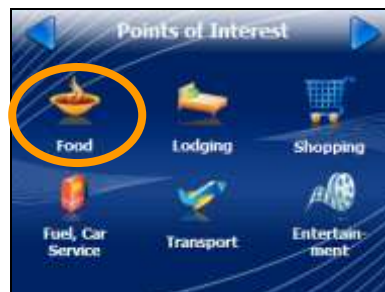 Points of Interest
Food Lodging Shopping
Fuel, Car Service Transport Entertain-
ment